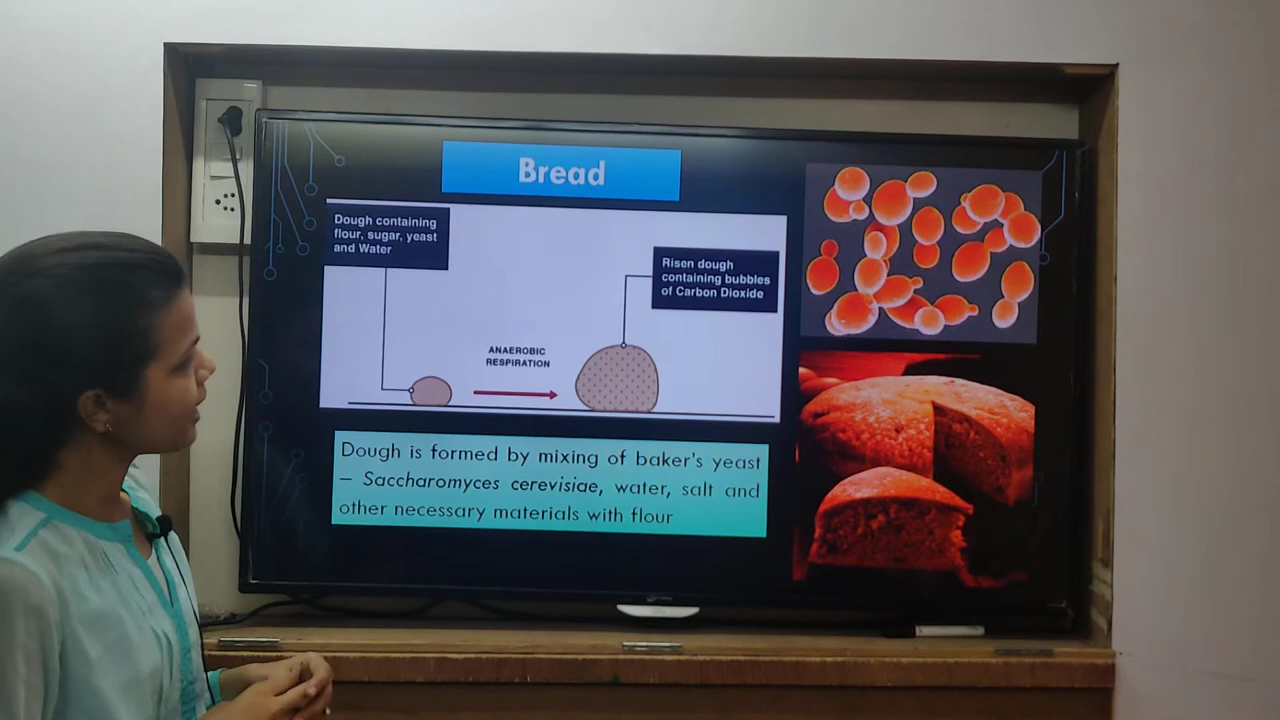 Bread
Dough containing
flour, sugar, yeast
and Water
Risen dough
containing bubbles
of Carbon Dioxide
ANAEROBIC
RESPIRATION
Dough is formed by mixing of baker's yeast
– Saccharomyces cerevisiae, water, salt and
other necessary materials with flour